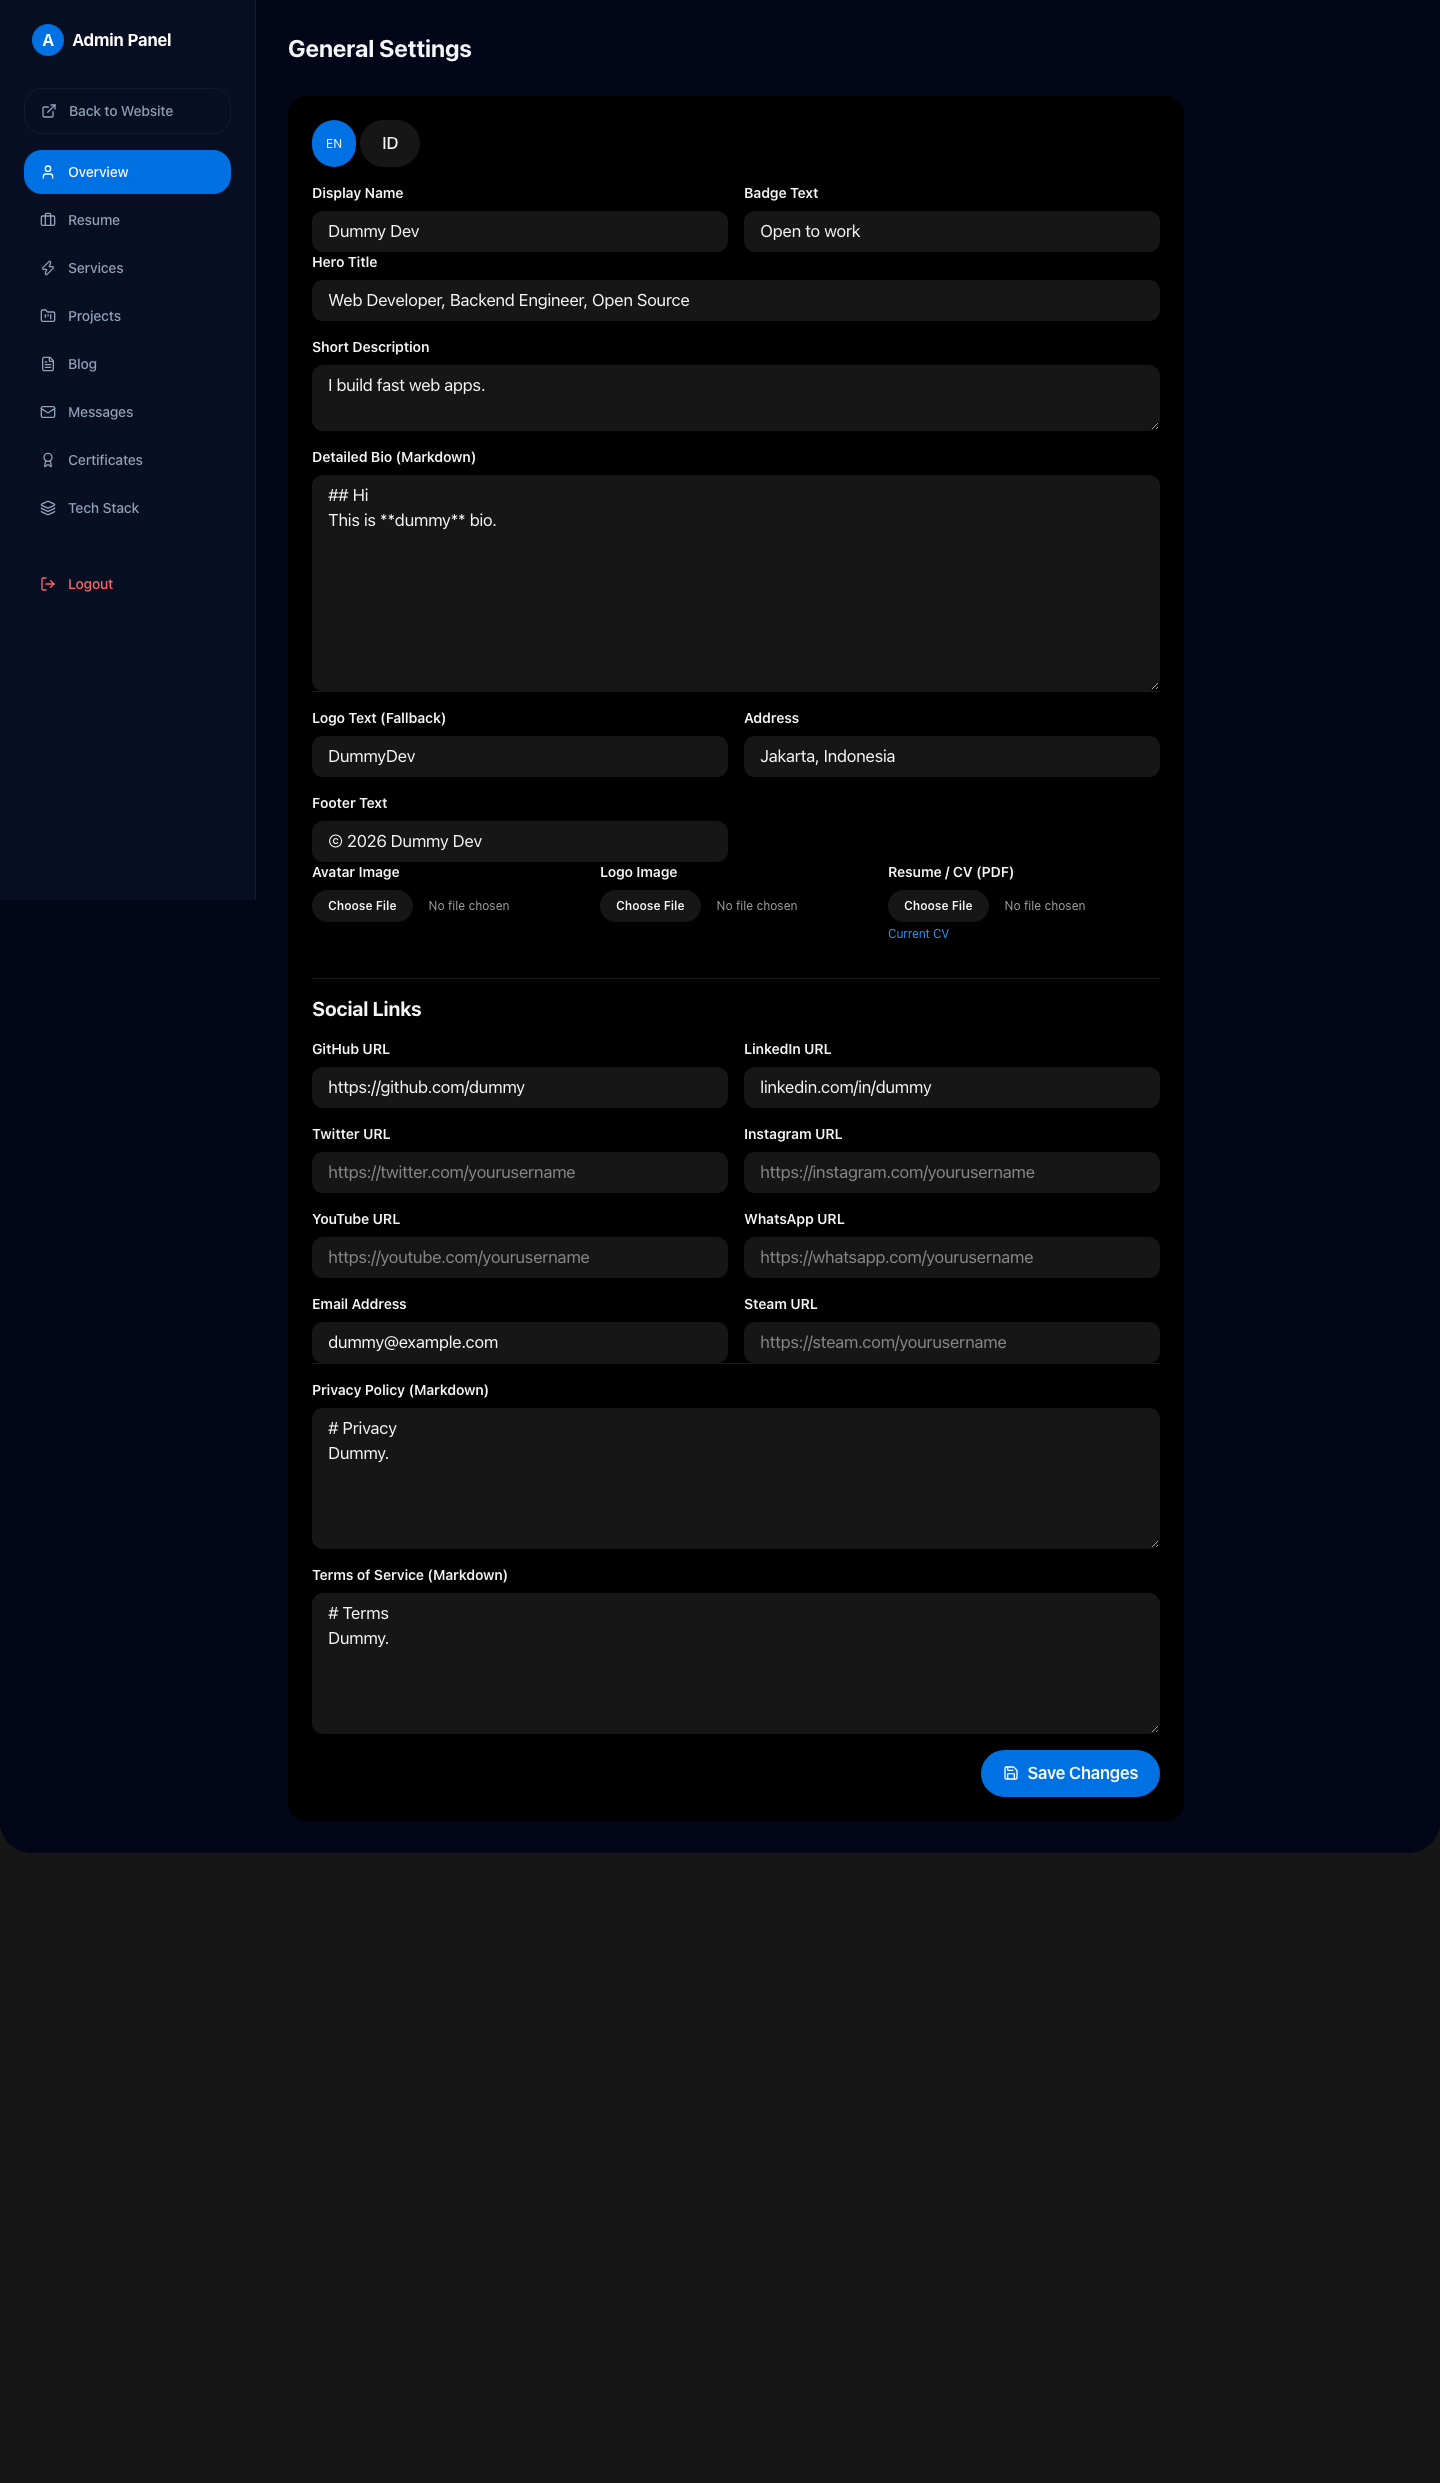 A Admin Panel
Back to Website
Overview
Resume
Services
Projects
Blog
Messages
Certificates
Tech Stack
Logout
General Settings
EN ID
Display Name
Dummy Dev
Badge Text
Open to work
Hero Title
Web Developer, Backend Engineer, Open Source
Short Description
I build fast web apps.
Detailed Bio (Markdown)
## Hi
This is **dummy** bio.
Logo Text (Fallback)
DummyDev
Address
Jakarta, Indonesia
Footer Text
© 2026 Dummy Dev
Avatar Image
Choose File No file chosen
Logo Image
Choose File No file chosen
Resume / CV (PDF)
Choose File No file chosen
Current CV
Social Links
GitHub URL
https://github.com/dummy
LinkedIn URL
linkedin.com/in/dummy
Twitter URL
https://twitter.com/yourusername
Instagram URL
https://instagram.com/yourusername
YouTube URL
https://youtube.com/yourusername
WhatsApp URL
https://whatsapp.com/yourusername
Email Address
dummy@example.com
Steam URL
https://steam.com/yourusername
Privacy Policy (Markdown)
# Privacy
Dummy.
Terms of Service (Markdown)
# Terms
Dummy.
Save Changes